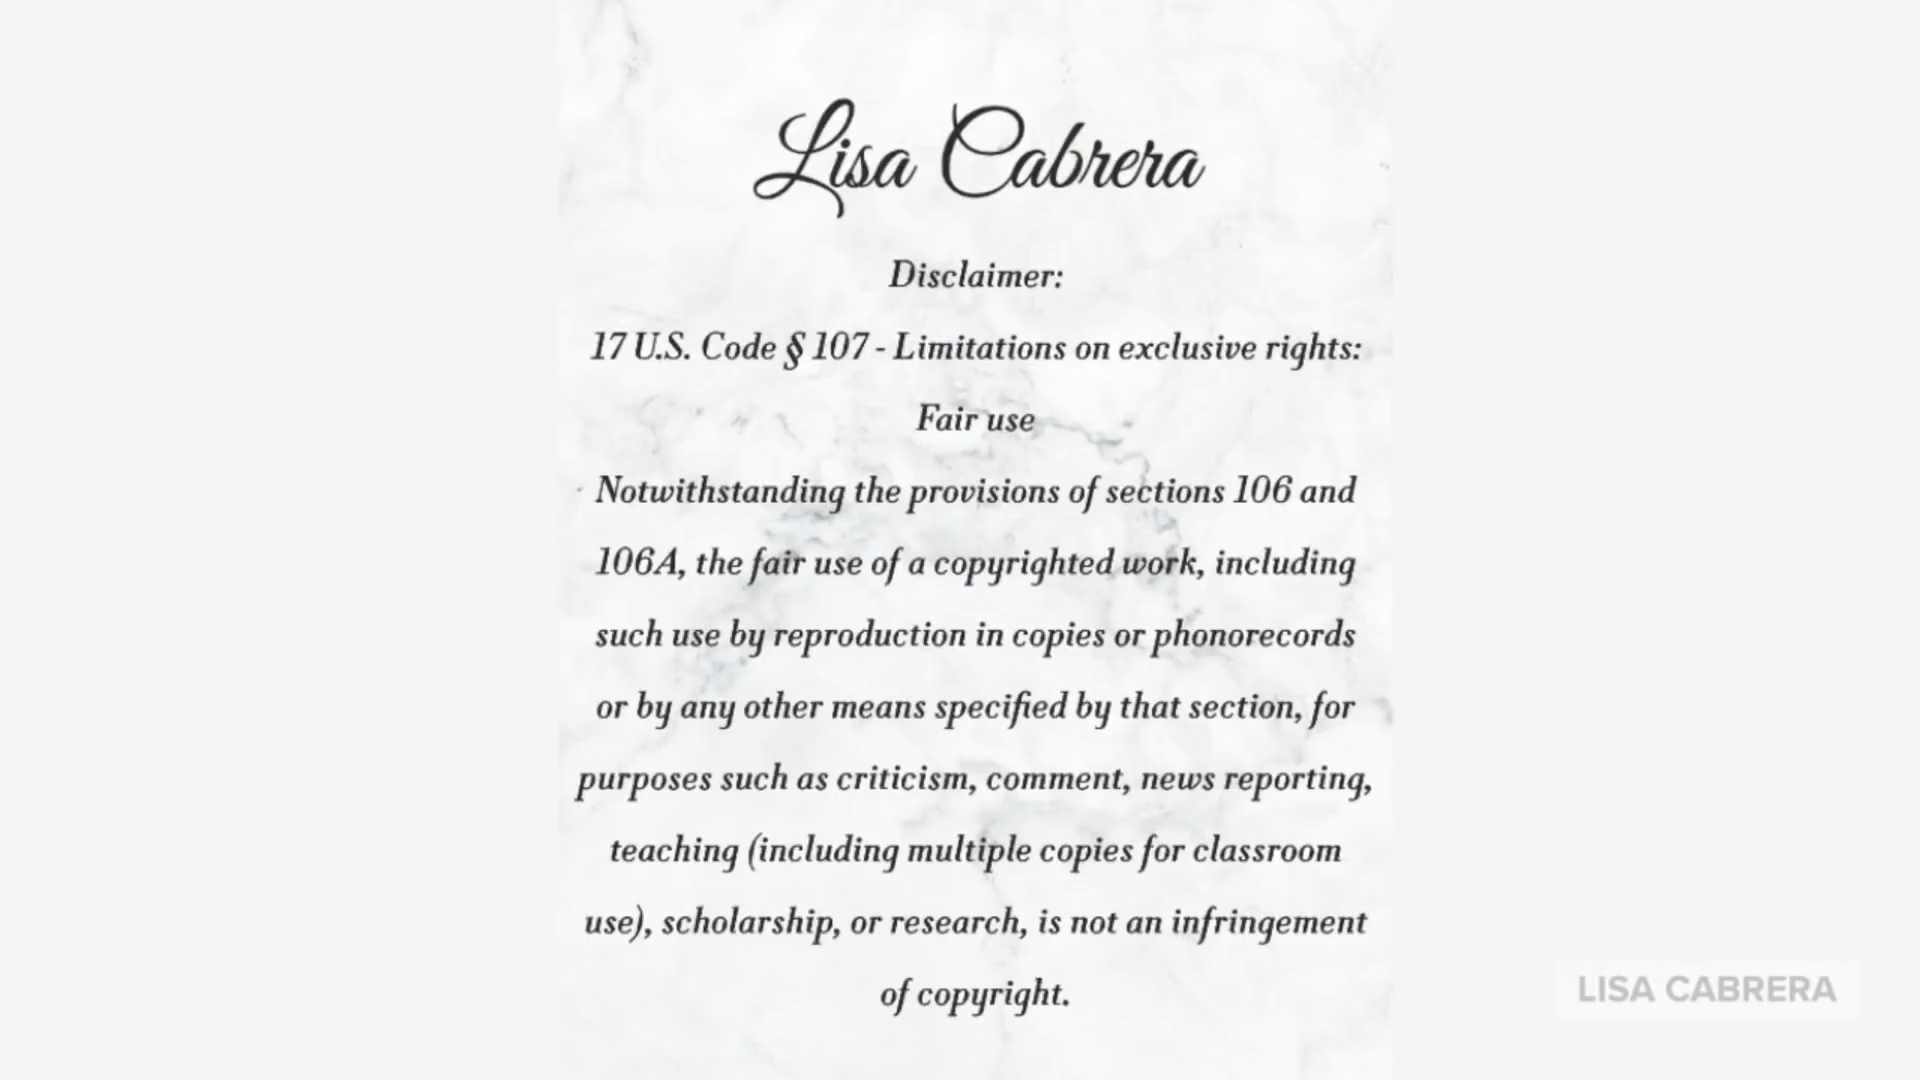 Lisa Cabrera
Disclaimer:
17 U.S. Code § 107 - Limitations on exclusive rights:
Fair use
Notwithstanding the provisions of sections 106 and
106A, the fair use of a copyrighted work, including
such use by reproduction in copies or phonorecords
or by any other means specified by that section, for
purposes such as criticism, comment, news reporting,
teaching (including multiple copies for classroom
use), scholarship, or research, is not an infringement
of copyright.
LISA CABRERA